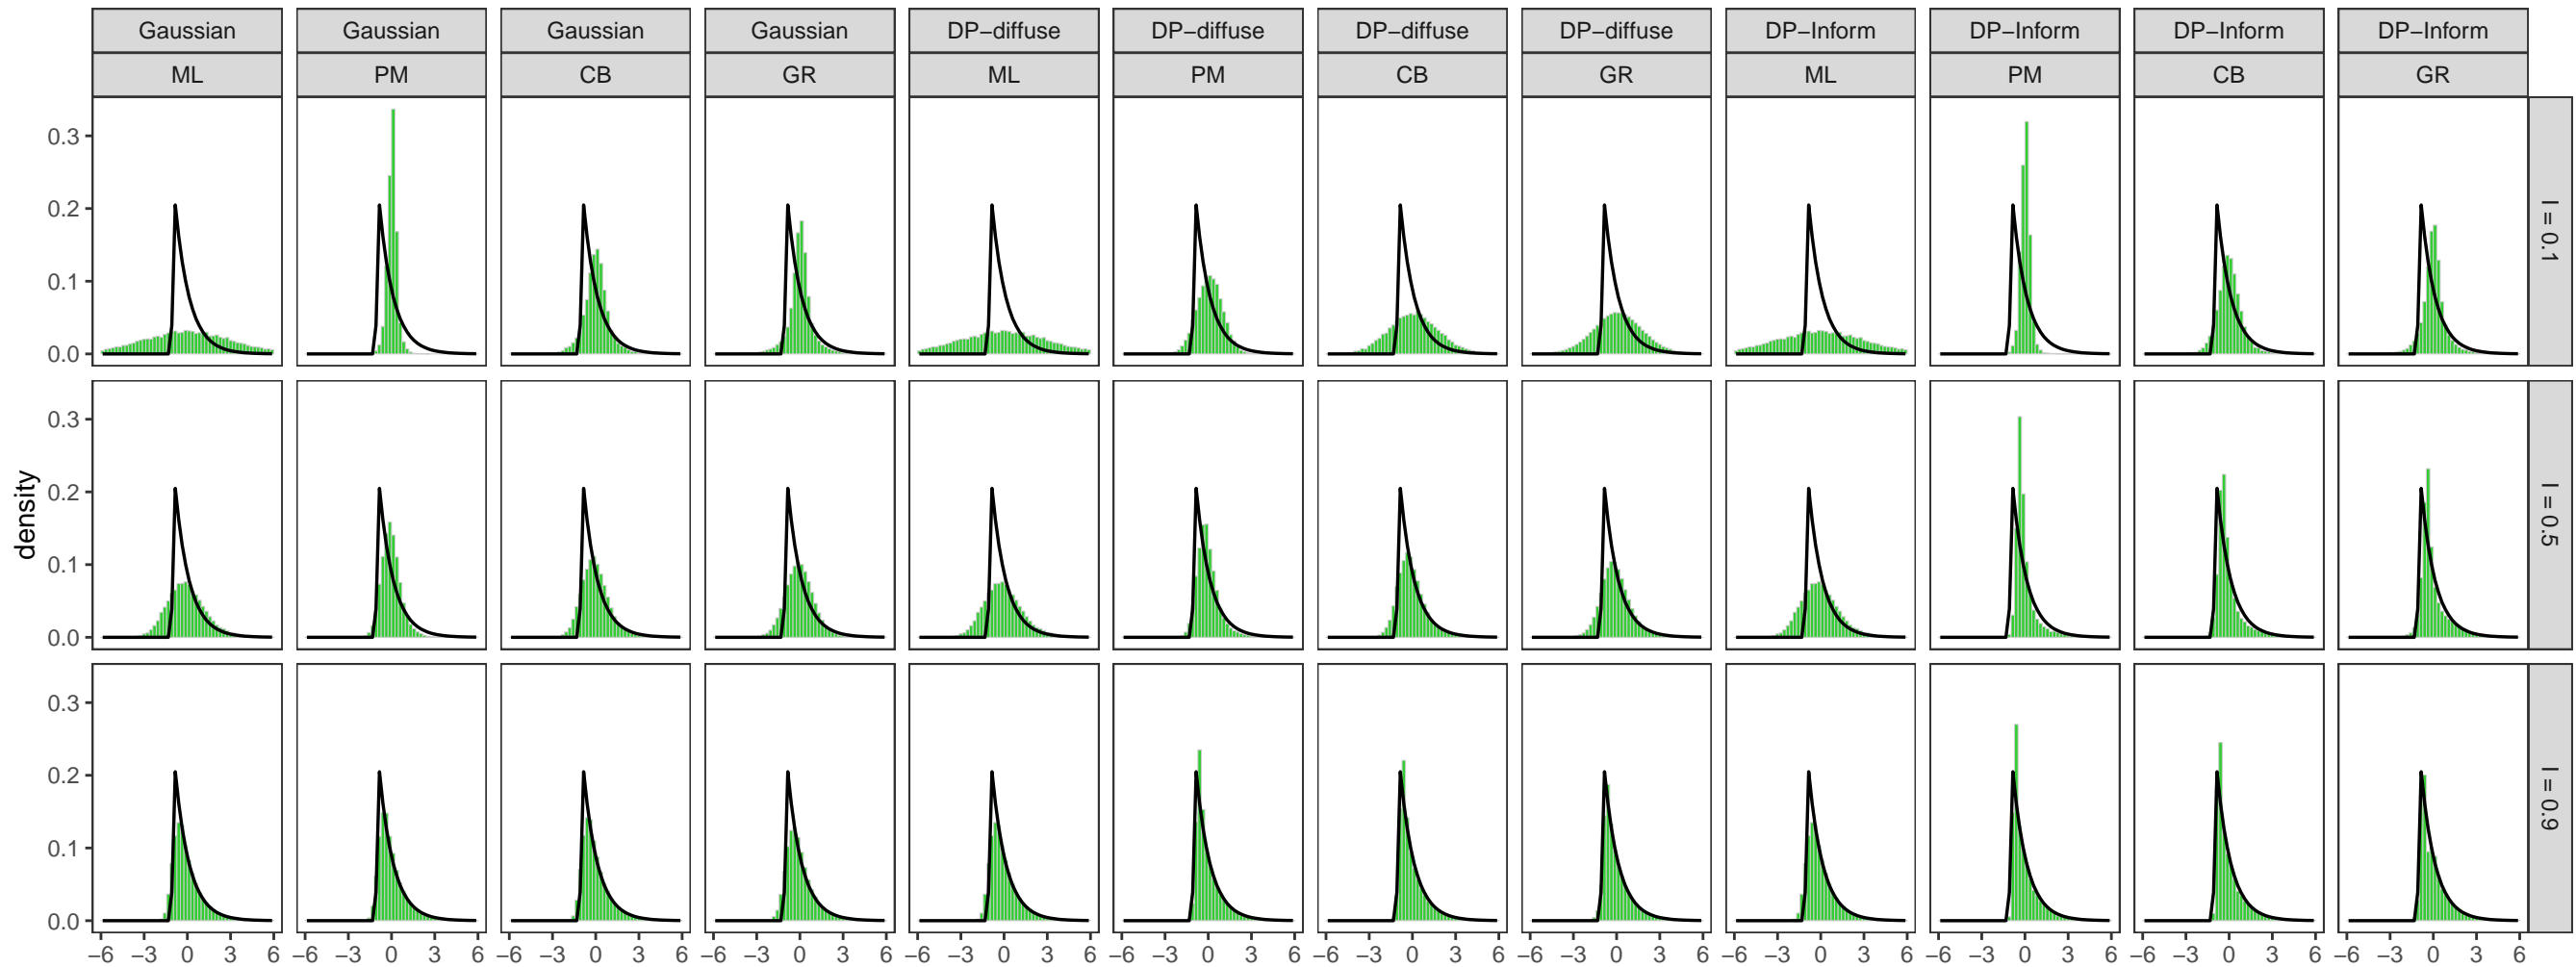 Gaussian Gaussian Gaussian Gaussian DP−diffuse DP−diffuse DP−diffuse DP−diffuse DP−Inform DP−Inform DP−Inform DP−Inform
ML PM CB GR ML PM CB GR ML PM CB GR
0.3
0.2
0.1
0.0
I = 0.1
0.3
0.2
0.1
0.0
I = 0.5
density
0.3
0.2
0.1
0.0
I = 0.9
−6 −3 0 3 6 −6 −3 0 3 6 −6 −3 0 3 6 −6 −3 0 3 6 −6 −3 0 3 6 −6 −3 0 3 6 −6 −3 0 3 6 −6 −3 0 3 6 −6 −3 0 3 6 −6 −3 0 3 6 −6 −3 0 3 6 −6 −3 0 3 6